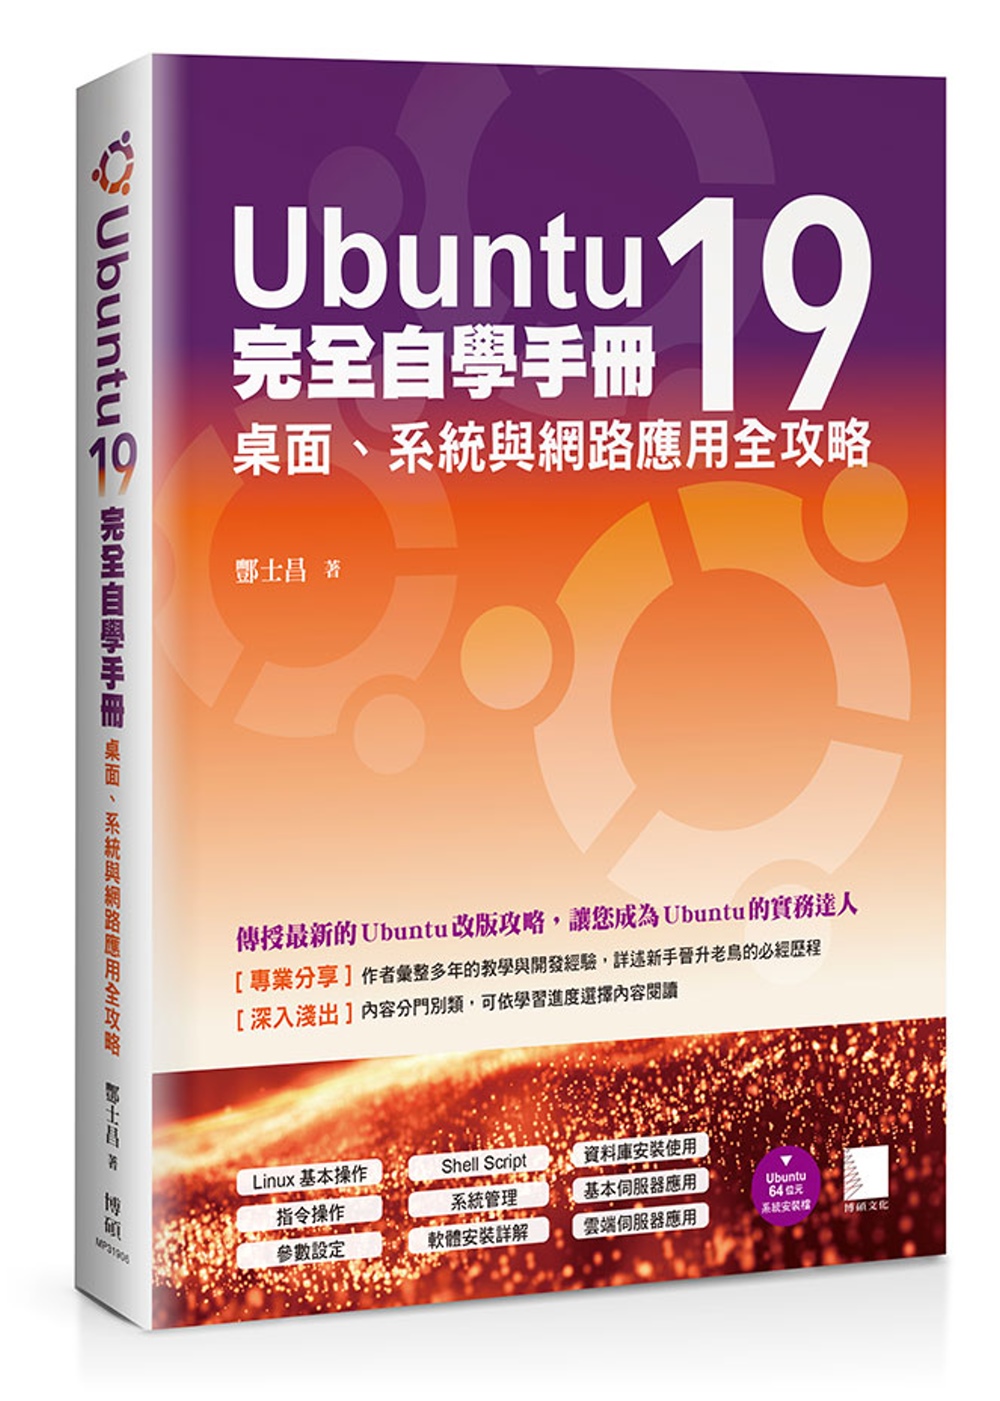 Ubuntu 19
完全自學手冊
桌面、系統與網路應用全攻略
酈士昌 著
傳授最新的Ubuntu改版攻略，讓您成為Ubuntu的實務達人
[ 專業分享 ] 作者彙整多年的教學與開發經驗，詳述新手晉升老鳥的必經歷程
[ 深入淺出 ] 內容分門別類，可依學習進度選擇內容閱讀
Linux 基本操作
指令操作
參數設定
Shell Script
系統管理
軟體安裝詳解
資料庫安裝使用
基本伺服器應用
雲端伺服器應用
▼
Ubuntu
64 位元
系統安裝檔
博碩文化
Ubuntu 19 完全自學手冊 桌面、系統與網路應用全攻略 酈士昌 著 博碩
MP31906